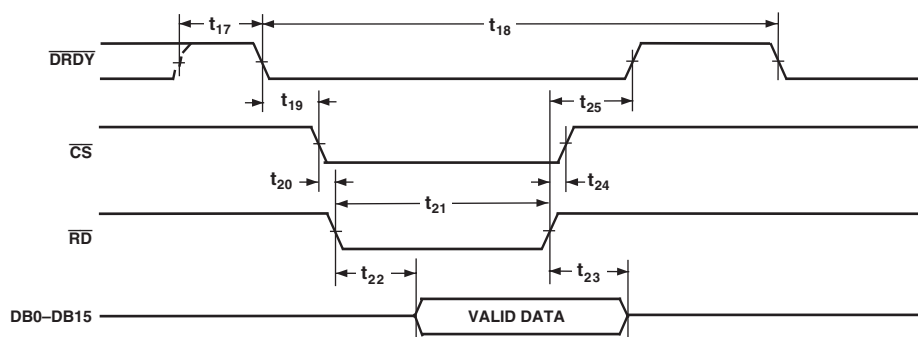 t17
t18
DRDY
t19
t25
CS
t20
t24
t21
RD
t22
t23
DB0–DB15
VALID DATA